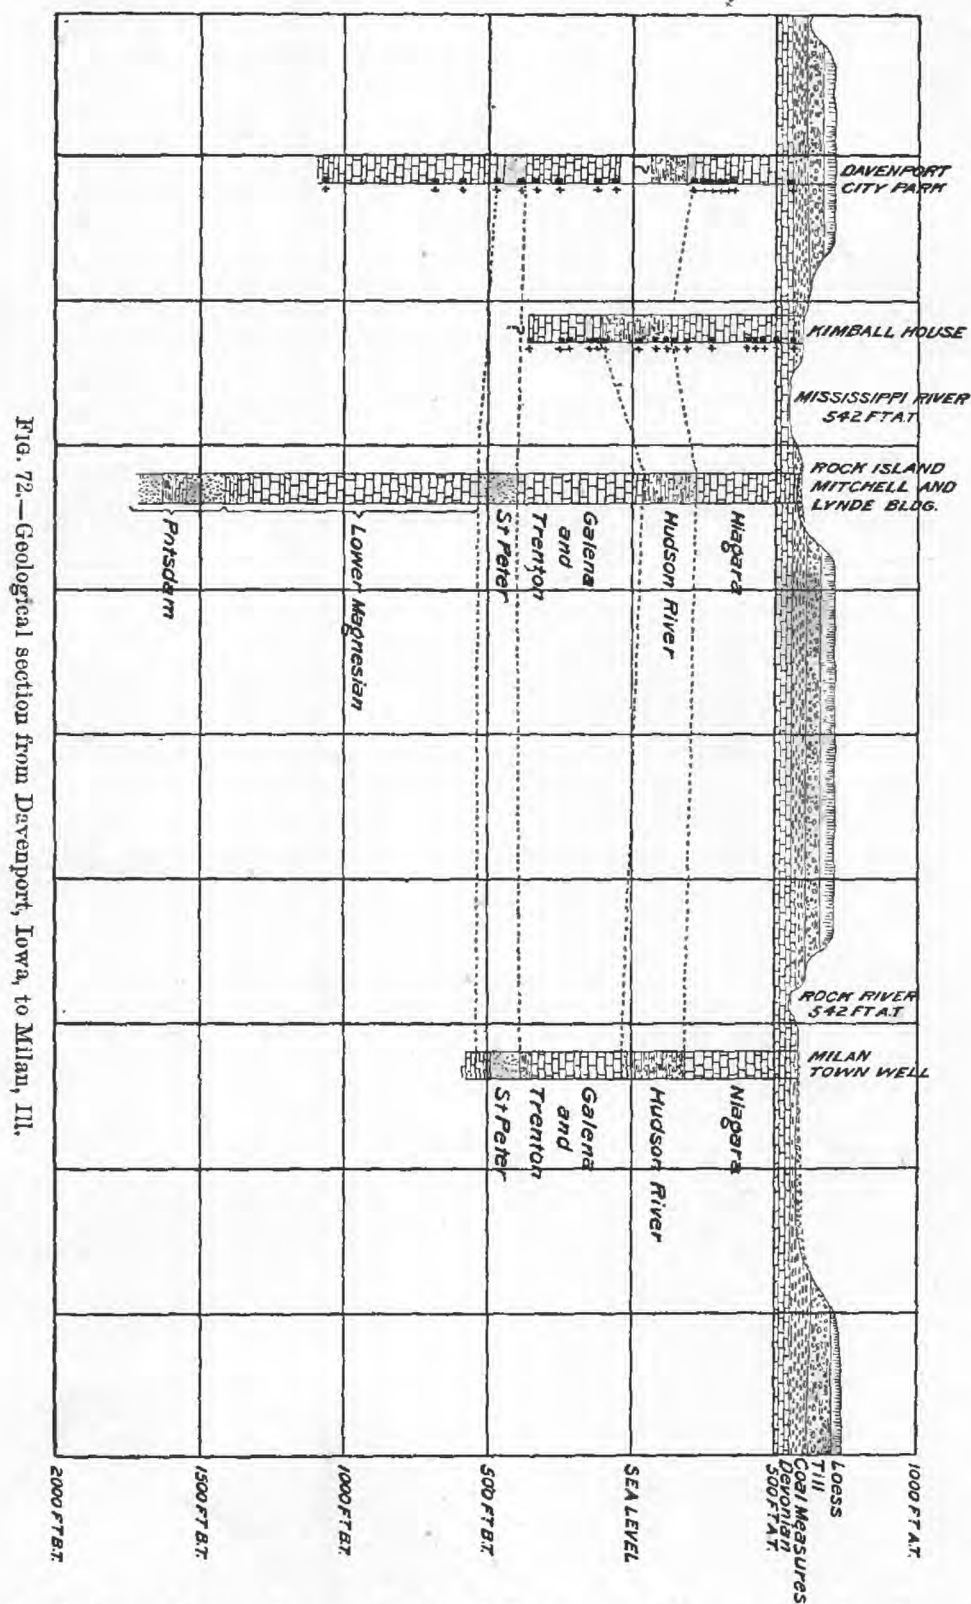 DAVENPORT
CITY PARK
KIMBALL HOUSE
MISSISSIPPI RIVER
542 FT A.T.
ROCK ISLAND
MITCHELL AND
LYNDE BLDG.
ROCK RIVER
542 FT A.T.
MILAN
TOWN WELL
Niagara
Hudson River
Galena
and
Trenton
St Peter
Lower Magnesian
Potsdam
Niagara
Hudson River
Galena
and
Trenton
St Peter
?
?
1000 FT A.T.
Loess
Till
Coal Measures
Devonian
500 FT A.T.
SEA LEVEL
500 FT B.T.
1000 FT B.T.
1500 FT B.T.
2000 FT B.T.
FIG. 72.—Geological section from Davenport, Iowa, to Milan, Ill.